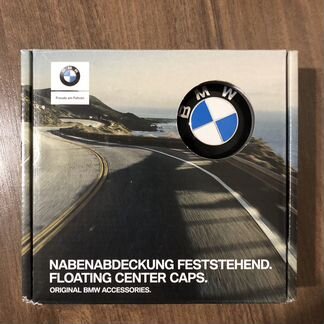 BMW
Freude am Fahren
BMW
NABENABDECKUNG FESTSTEHEND.
FLOATING CENTER CAPS.
ORIGINAL BMW ACCESSORIES.